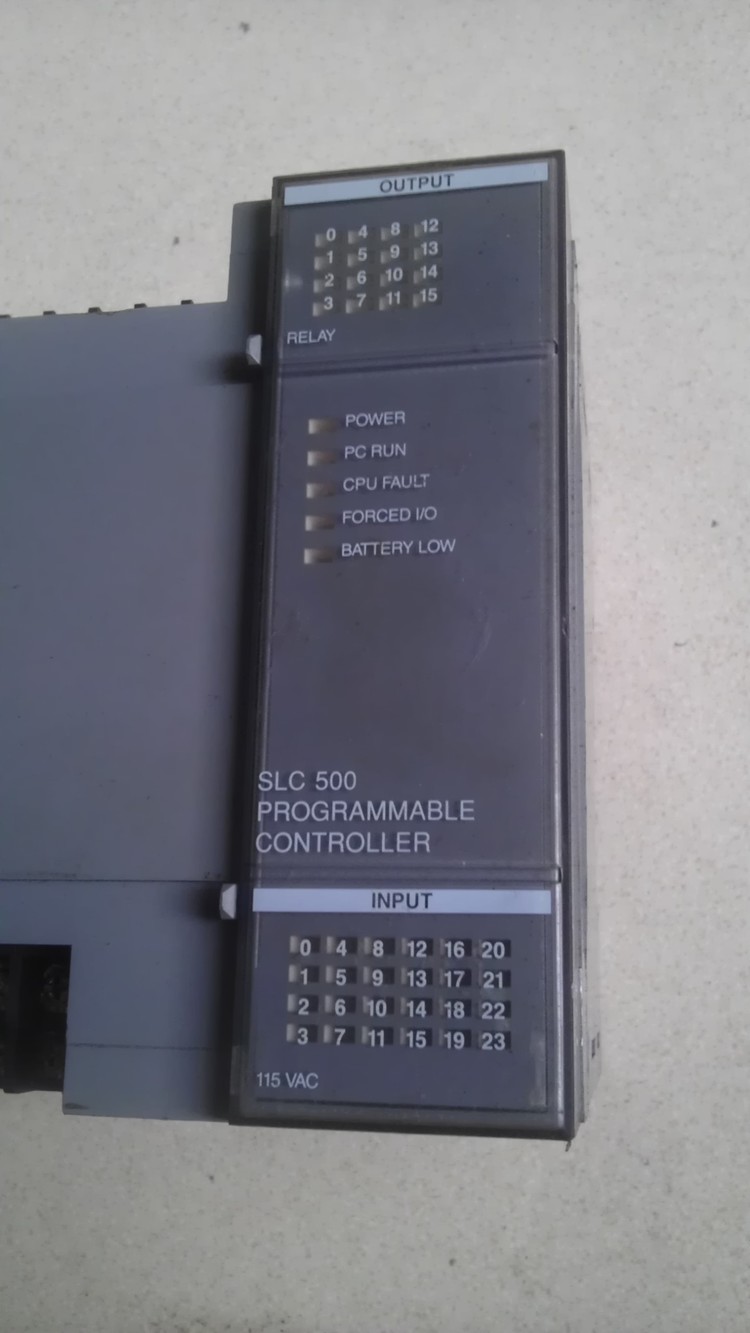 OUTPUT
0 4 8 12
1 5 9 13
2 6 10 14
3 7 11 15
RELAY
POWER
PC RUN
CPU FAULT
FORCED I/O
BATTERY LOW
SLC 500
PROGRAMMABLE
CONTROLLER
INPUT
0 4 8 12 16 20
1 5 9 13 17 21
2 6 10 14 18 22
3 7 11 15 19 23
115 VAC